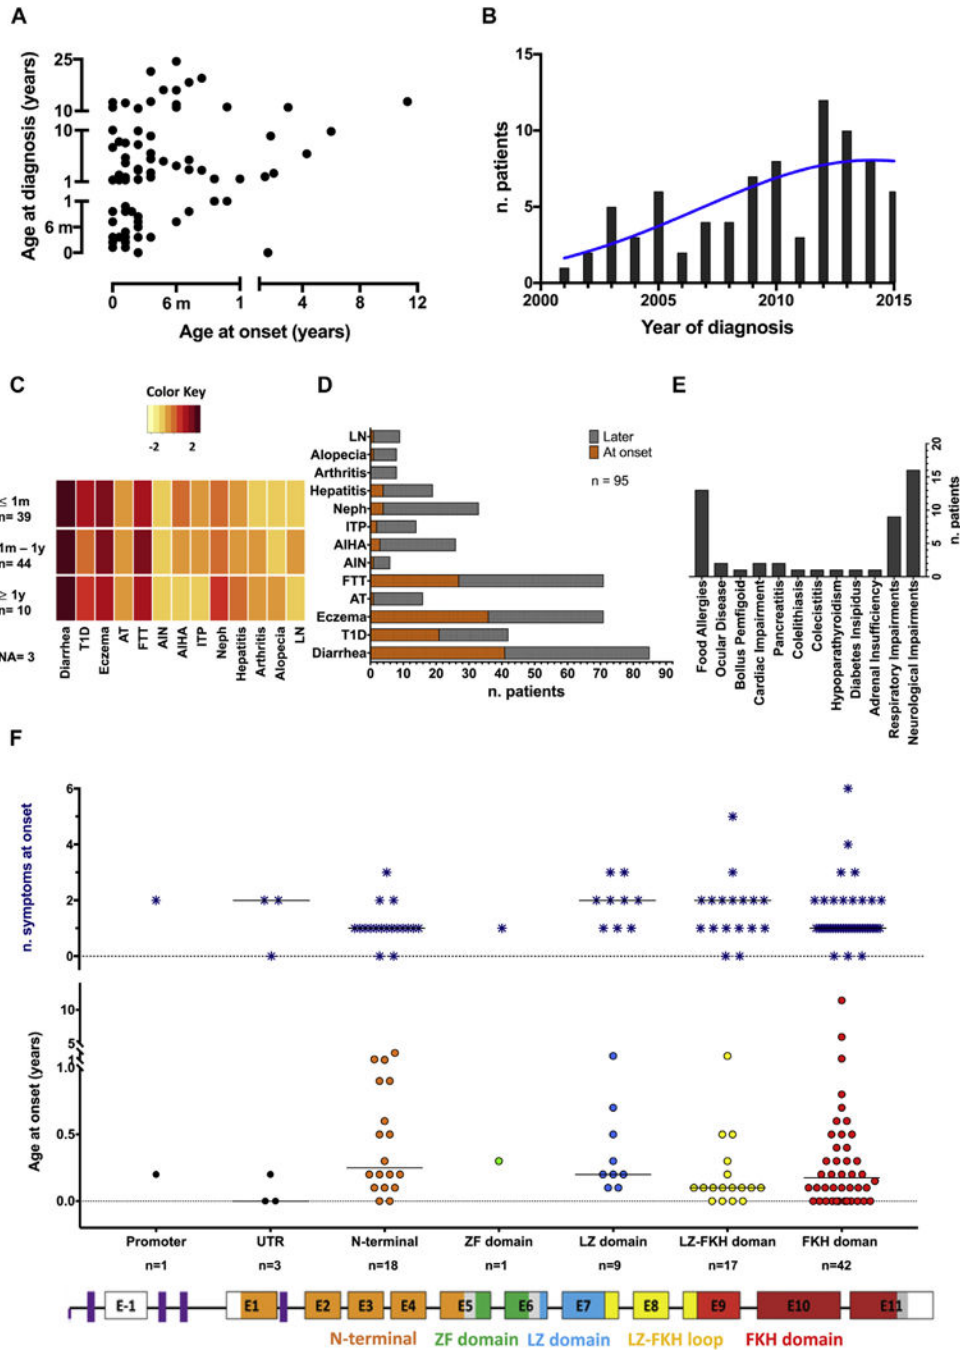 A
Age at diagnosis (years)
25
10
10
1
1
6 m
0
0
6 m
1
4
8
12
Age at onset (years)
B
n. patients
15
10
5
0
2000
2005
2010
2015
Year of diagnosis
C
Color Key
-2
2
≤ 1m
n= 39
1m – 1y
n= 44
≥ 1y
n= 10
NA= 3
Diarrhea
T1D
Eczema
AT
FTT
AIN
AIHA
ITP
Neph
Hepatitis
Arthritis
Alopecia
LN
D
LN
Alopecia
Arthritis
Hepatitis
Neph
ITP
AIHA
AIN
FTT
AT
Eczema
T1D
Diarrhea
Later
At onset
n = 95
0 10 20 30 40 50 60 70 80 90
n. patients
E
20
15
10
5
0
n. patients
Food Allergies
Ocular Disease
Bollus Pemfigoid
Cardiac Impairment
Pancreatitis
Colelithiasis
Colecistitis
Hypoparathyroidism
Diabetes Insipidus
Adrenal Insufficiency
Respiratory Impairments
Neurological Impairments
F
n. symptoms at onset
6
4
2
0
Age at onset (years)
10
5
1
1.0
0.5
0.0
Promoter UTR N-terminal ZF domain LZ domain LZ-FKH doman FKH doman
n=1 n=3 n=18 n=1 n=9 n=17 n=42
E-1 E1 E2 E3 E4 E5 E6 E7 E8 E9 E10 E11
N-terminal ZF domain LZ domain LZ-FKH loop FKH domain